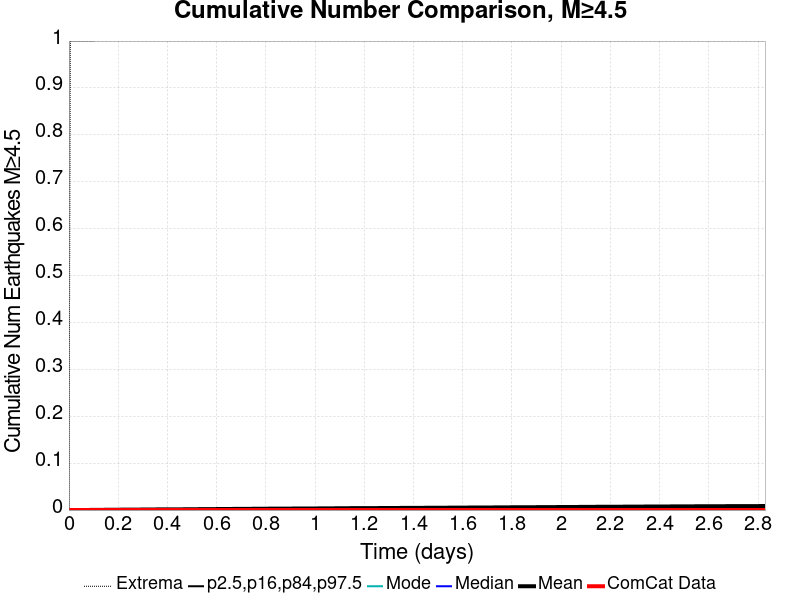 Cumulative Number Comparison, M≥4.5
Cumulative Num Earthquakes M≥4.5
1
0.9
0.8
0.7
0.6
0.5
0.4
0.3
0.2
0.1
0
0 0.2 0.4 0.6 0.8 1 1.2 1.4 1.6 1.8 2 2.2 2.4 2.6 2.8
Time (days)
Extrema p2.5,p16,p84,p97.5 Mode Median Mean ComCat Data